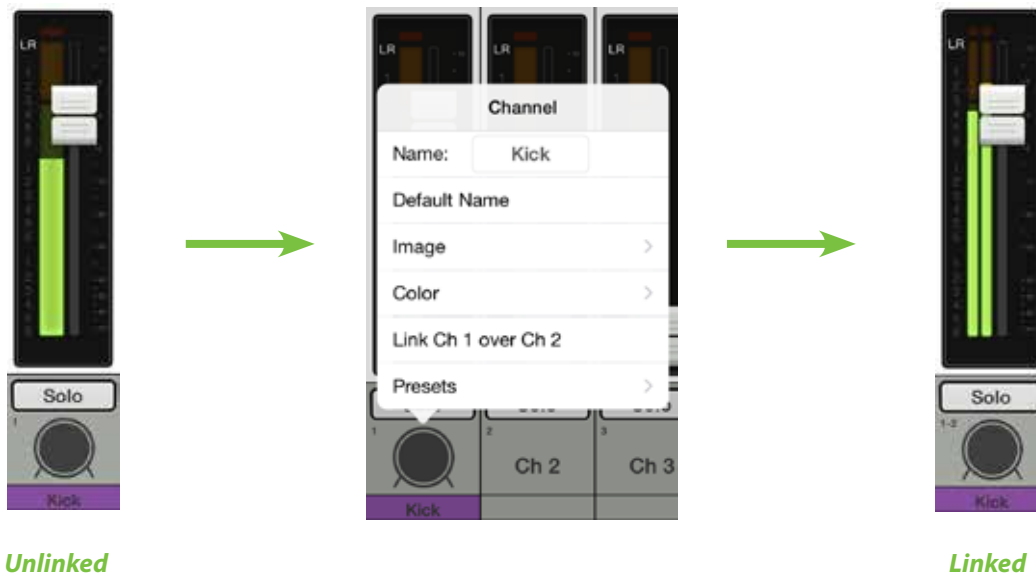 LR
Solo
1
Kick
Unlinked
LR
LR
LR
Channel
Name: Kick
Default Name
Image
Color
Link Ch 1 over Ch 2
Presets
1
2
3
Ch 2
Ch 3
Kick
LR
Solo
1-2
Kick
Linked